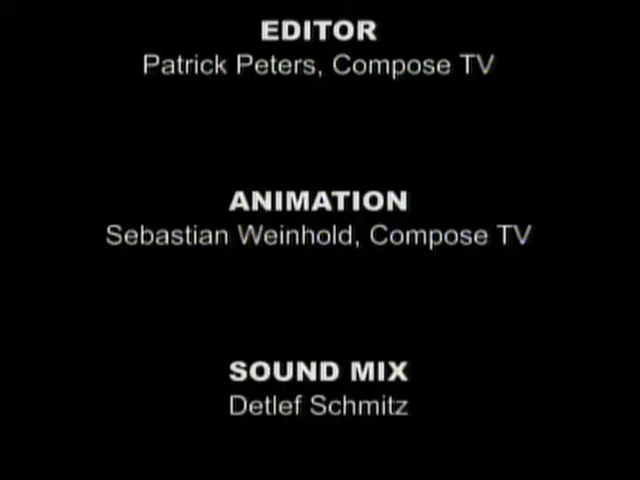 EDITOR
Patrick Peters, Compose TV
ANIMATION
Sebastian Weinhold, Compose TV
SOUND MIX
Detlef Schmitz